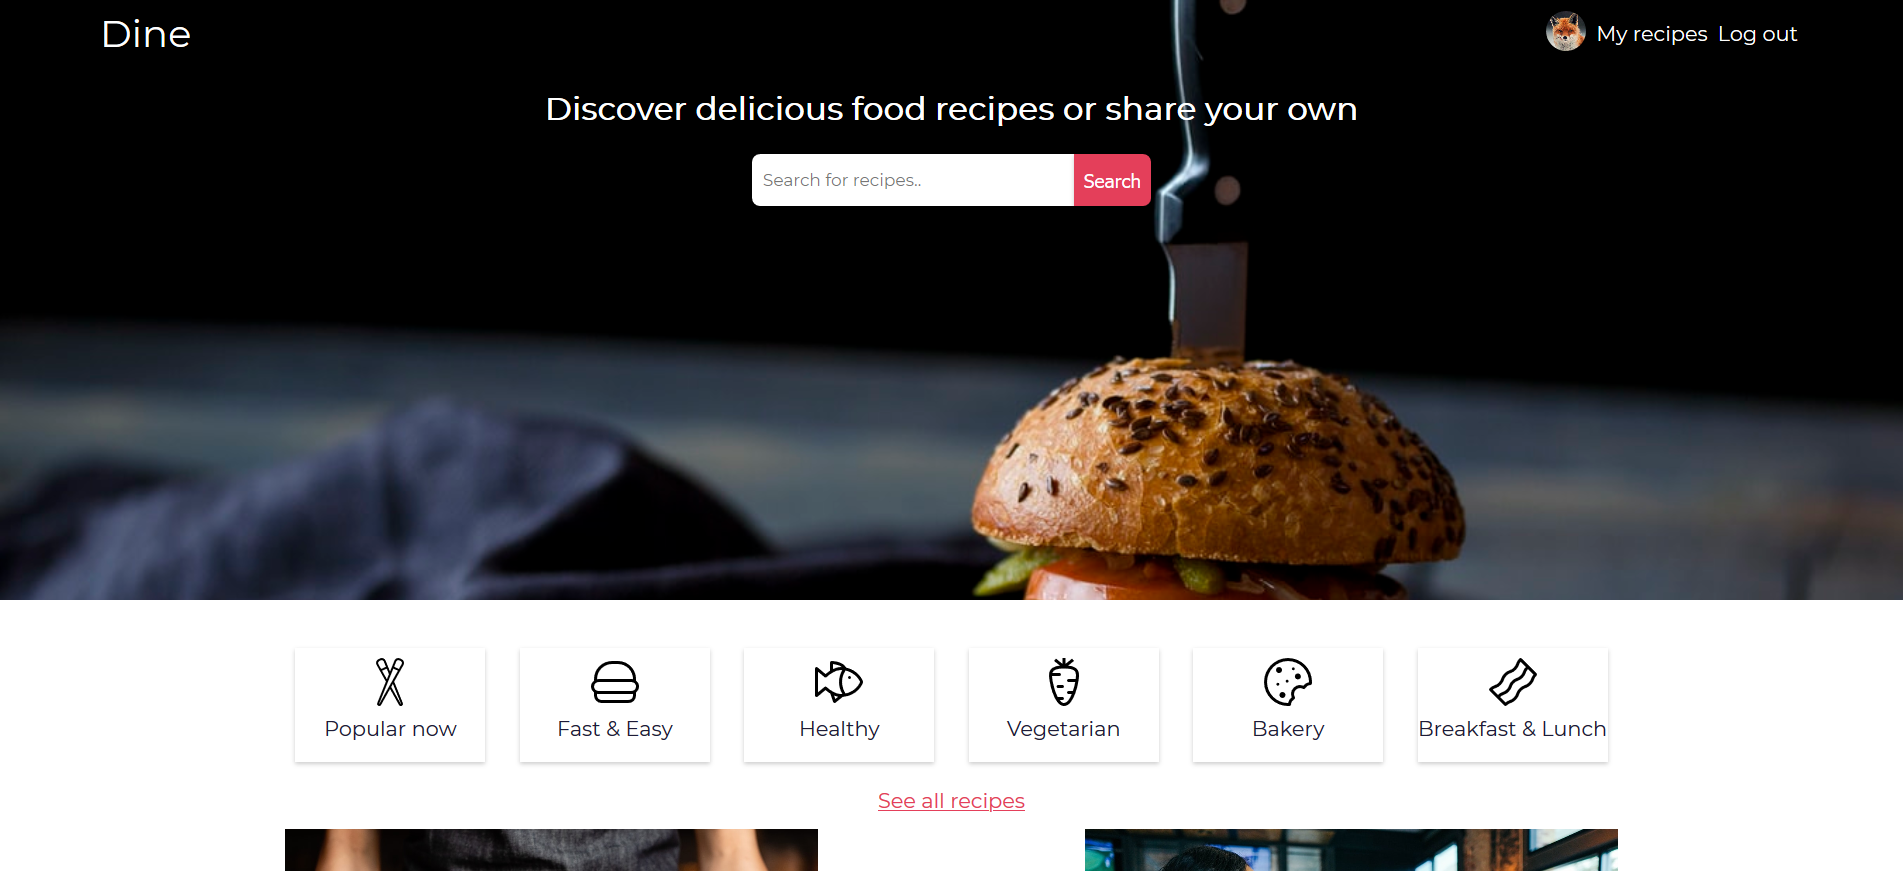 Dine
My recipes Log out
Discover delicious food recipes or share your own
Search for recipes..
Search
Popular now
Fast & Easy
Healthy
Vegetarian
Bakery
Breakfast & Lunch
See all recipes